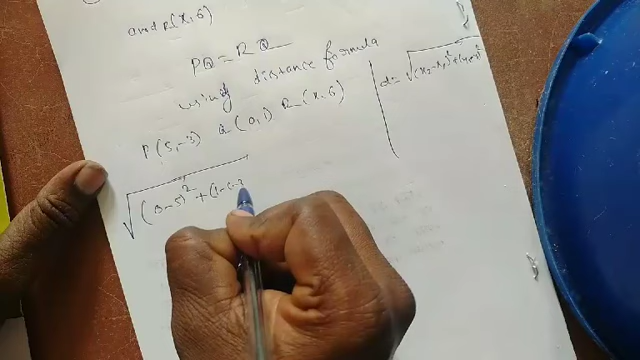 and R(x, 6)
PQ = RQ
using distance formula
d = √(x₂-x₁)²+(y₂-y₁)²
P(5,-3) Q(0,1) R(x,6)
√(0-5)²+(1-(-3